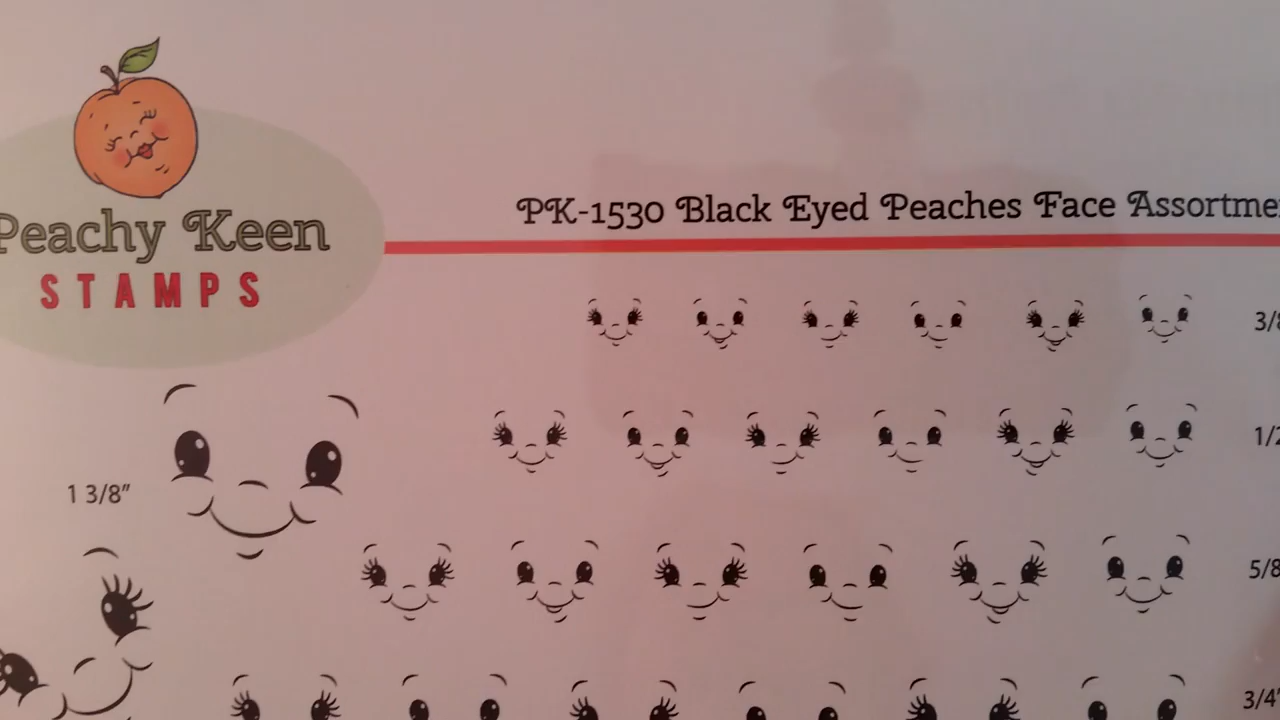 Peachy Keen
STAMPS
PK-1530 Black Eyed Peaches Face Assortme
3/8
1/2
1 3/8"
5/8
3/4"